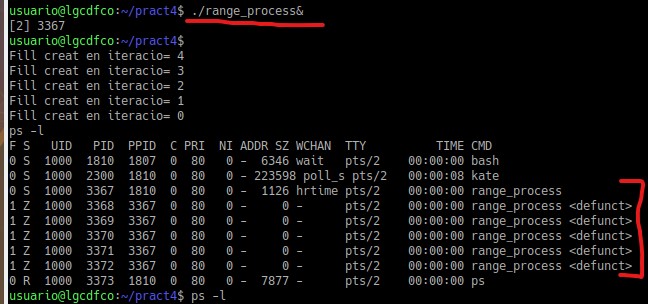 usuario@lgcdfco:~/pract4$ ./range_process&
[2] 3367
usuario@lgcdfco:~/pract4$
Fill creat en iteracio= 4
Fill creat en iteracio= 3
Fill creat en iteracio= 2
Fill creat en iteracio= 1
Fill creat en iteracio= 0
ps -l
F S   UID   PID  PPID  C PRI  NI ADDR SZ WCHAN  TTY          TIME CMD
0 S  1000  1810  1807  0  80   0 -  6346 wait   pts/2    00:00:00 bash
0 S  1000  2300  1810  0  80   0 - 223598 poll_s pts/2   00:00:08 kate
0 S  1000  3367  1810  0  80   0 -  1126 hrtime pts/2    00:00:00 range_process
1 Z  1000  3368  3367  0  80   0 -     0 -      pts/2    00:00:00 range_process <defunct>
1 Z  1000  3369  3367  0  80   0 -     0 -      pts/2    00:00:00 range_process <defunct>
1 Z  1000  3370  3367  0  80   0 -     0 -      pts/2    00:00:00 range_process <defunct>
1 Z  1000  3371  3367  0  80   0 -     0 -      pts/2    00:00:00 range_process <defunct>
1 Z  1000  3372  3367  0  80   0 -     0 -      pts/2    00:00:00 range_process <defunct>
0 R  1000  3373  1810  0  80   0 -  7877 -      pts/2    00:00:00 ps
usuario@lgcdfco:~/pract4$ ps -l